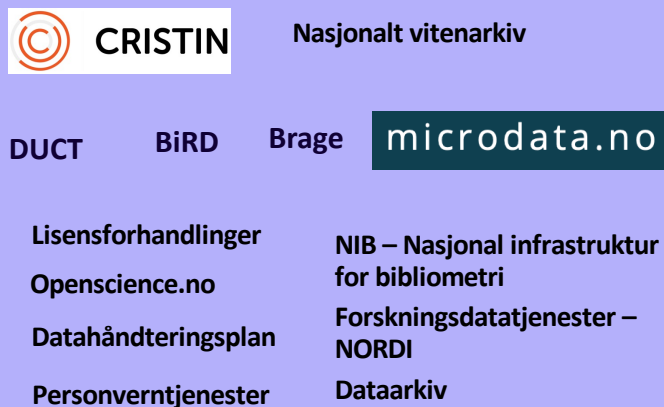 CRISTIN
Nasjonalt vitenarkiv
DUCT
BiRD
Brage
microdata.no
Lisensforhandlinger
Openscience.no
Datahåndteringsplan
Personverntjenester
NIB – Nasjonal infrastruktur
for bibliometri
Forskningsdatatjenester –
NORDI
Dataarkiv